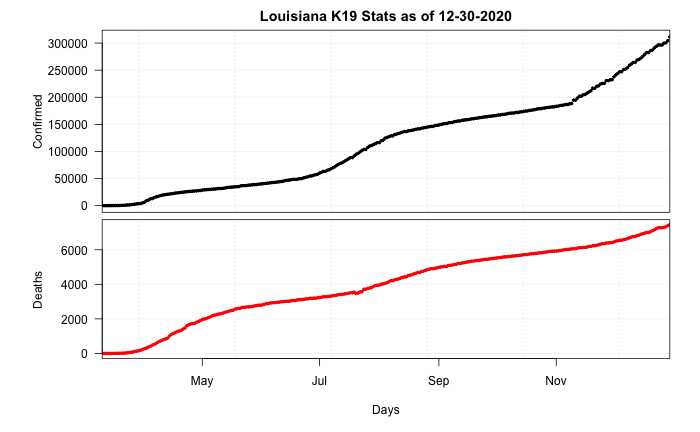 Louisiana K19 Stats as of 12-30-2020
Confirmed
300000
250000
200000
150000
100000
50000
0
Deaths
6000
4000
2000
0
May Jul Sep Nov
Days